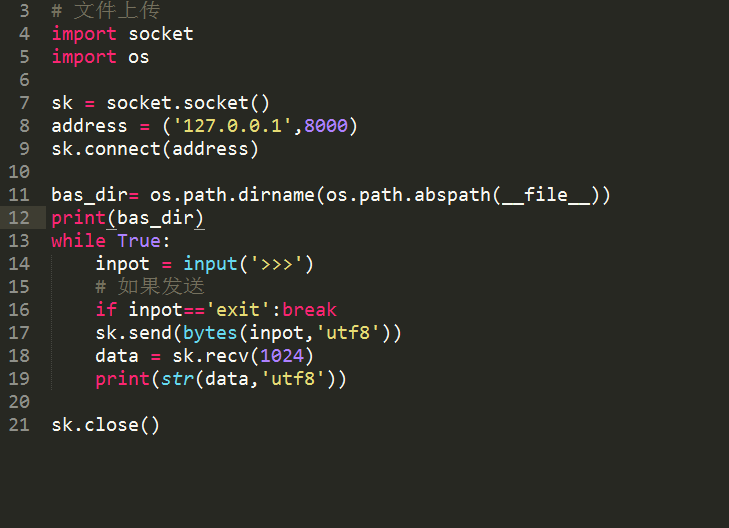 3 # 文件上传
4 import socket
5 import os
6
7 sk = socket.socket()
8 address = ('127.0.0.1',8000)
9 sk.connect(address)
10
11 bas_dir= os.path.dirname(os.path.abspath(__file__))
12 print(bas_dir)
13 while True:
14     inpot = input('>>>')
15     # 如果发送
16     if inpot=='exit':break
17     sk.send(bytes(inpot,'utf8'))
18     data = sk.recv(1024)
19     print(str(data,'utf8'))
20
21 sk.close()